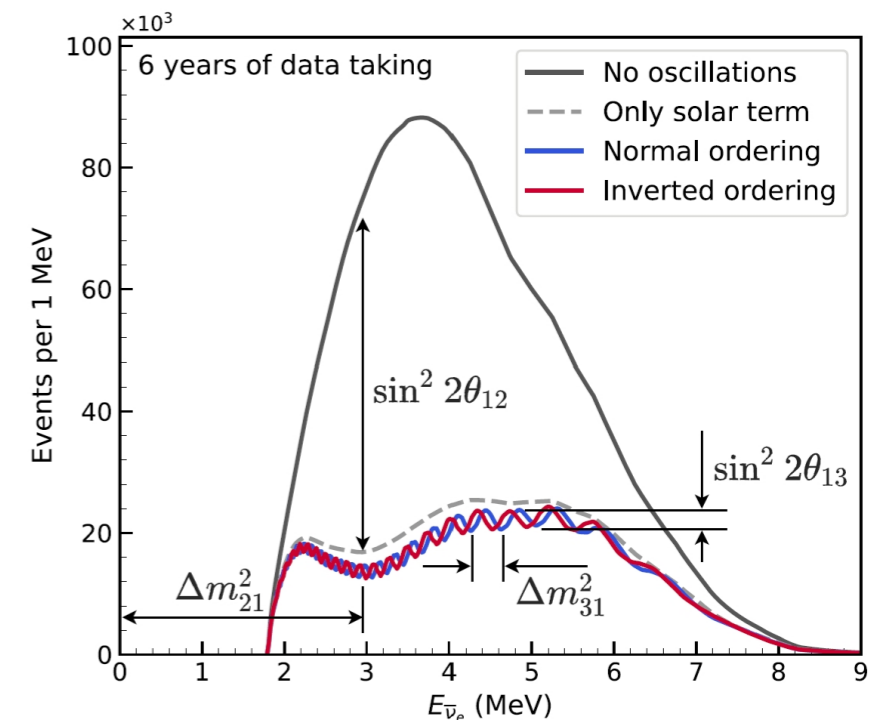 ×10³
100
80
60
40
20
0
Events per 1 MeV
6 years of data taking
No oscillations
Only solar term
Normal ordering
Inverted ordering
sin² 2θ₁₂
sin² 2θ₁₃
Δm²₂₁
Δm²₃₁
0 1 2 3 4 5 6 7 8 9
E_ν̅ₑ (MeV)